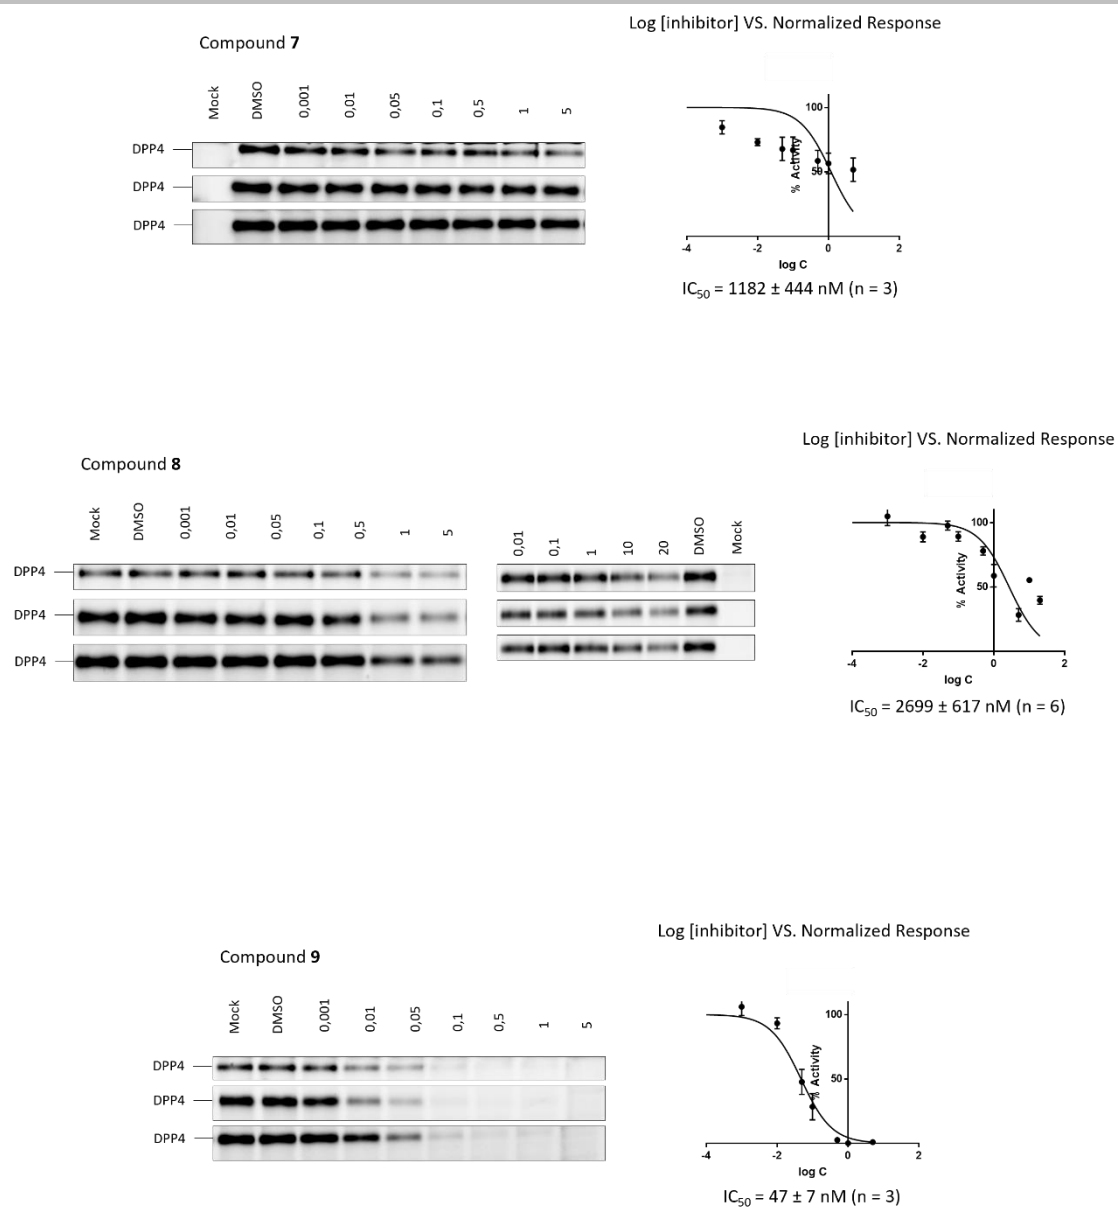 Log [inhibitor] VS. Normalized Response
Compound 7
Mock DMSO 0,001 0,01 0,05 0,1 0,5 1 5
DPP4
DPP4
DPP4
% Activity
100
50
-4 -2 0 2
log C
IC50 = 1182 ± 444 nM (n = 3)
Log [inhibitor] VS. Normalized Response
Compound 8
Mock DMSO 0,001 0,01 0,05 0,1 0,5 1 5
0,01 0,1 1 10 20 DMSO Mock
DPP4
DPP4
DPP4
% Activity
100
50
-4 -2 0 2
log C
IC50 = 2699 ± 617 nM (n = 6)
Log [inhibitor] VS. Normalized Response
Compound 9
Mock DMSO 0,001 0,01 0,05 0,1 0,5 1 5
DPP4
DPP4
DPP4
% Activity
100
50
-4 -2 0 2
log C
IC50 = 47 ± 7 nM (n = 3)